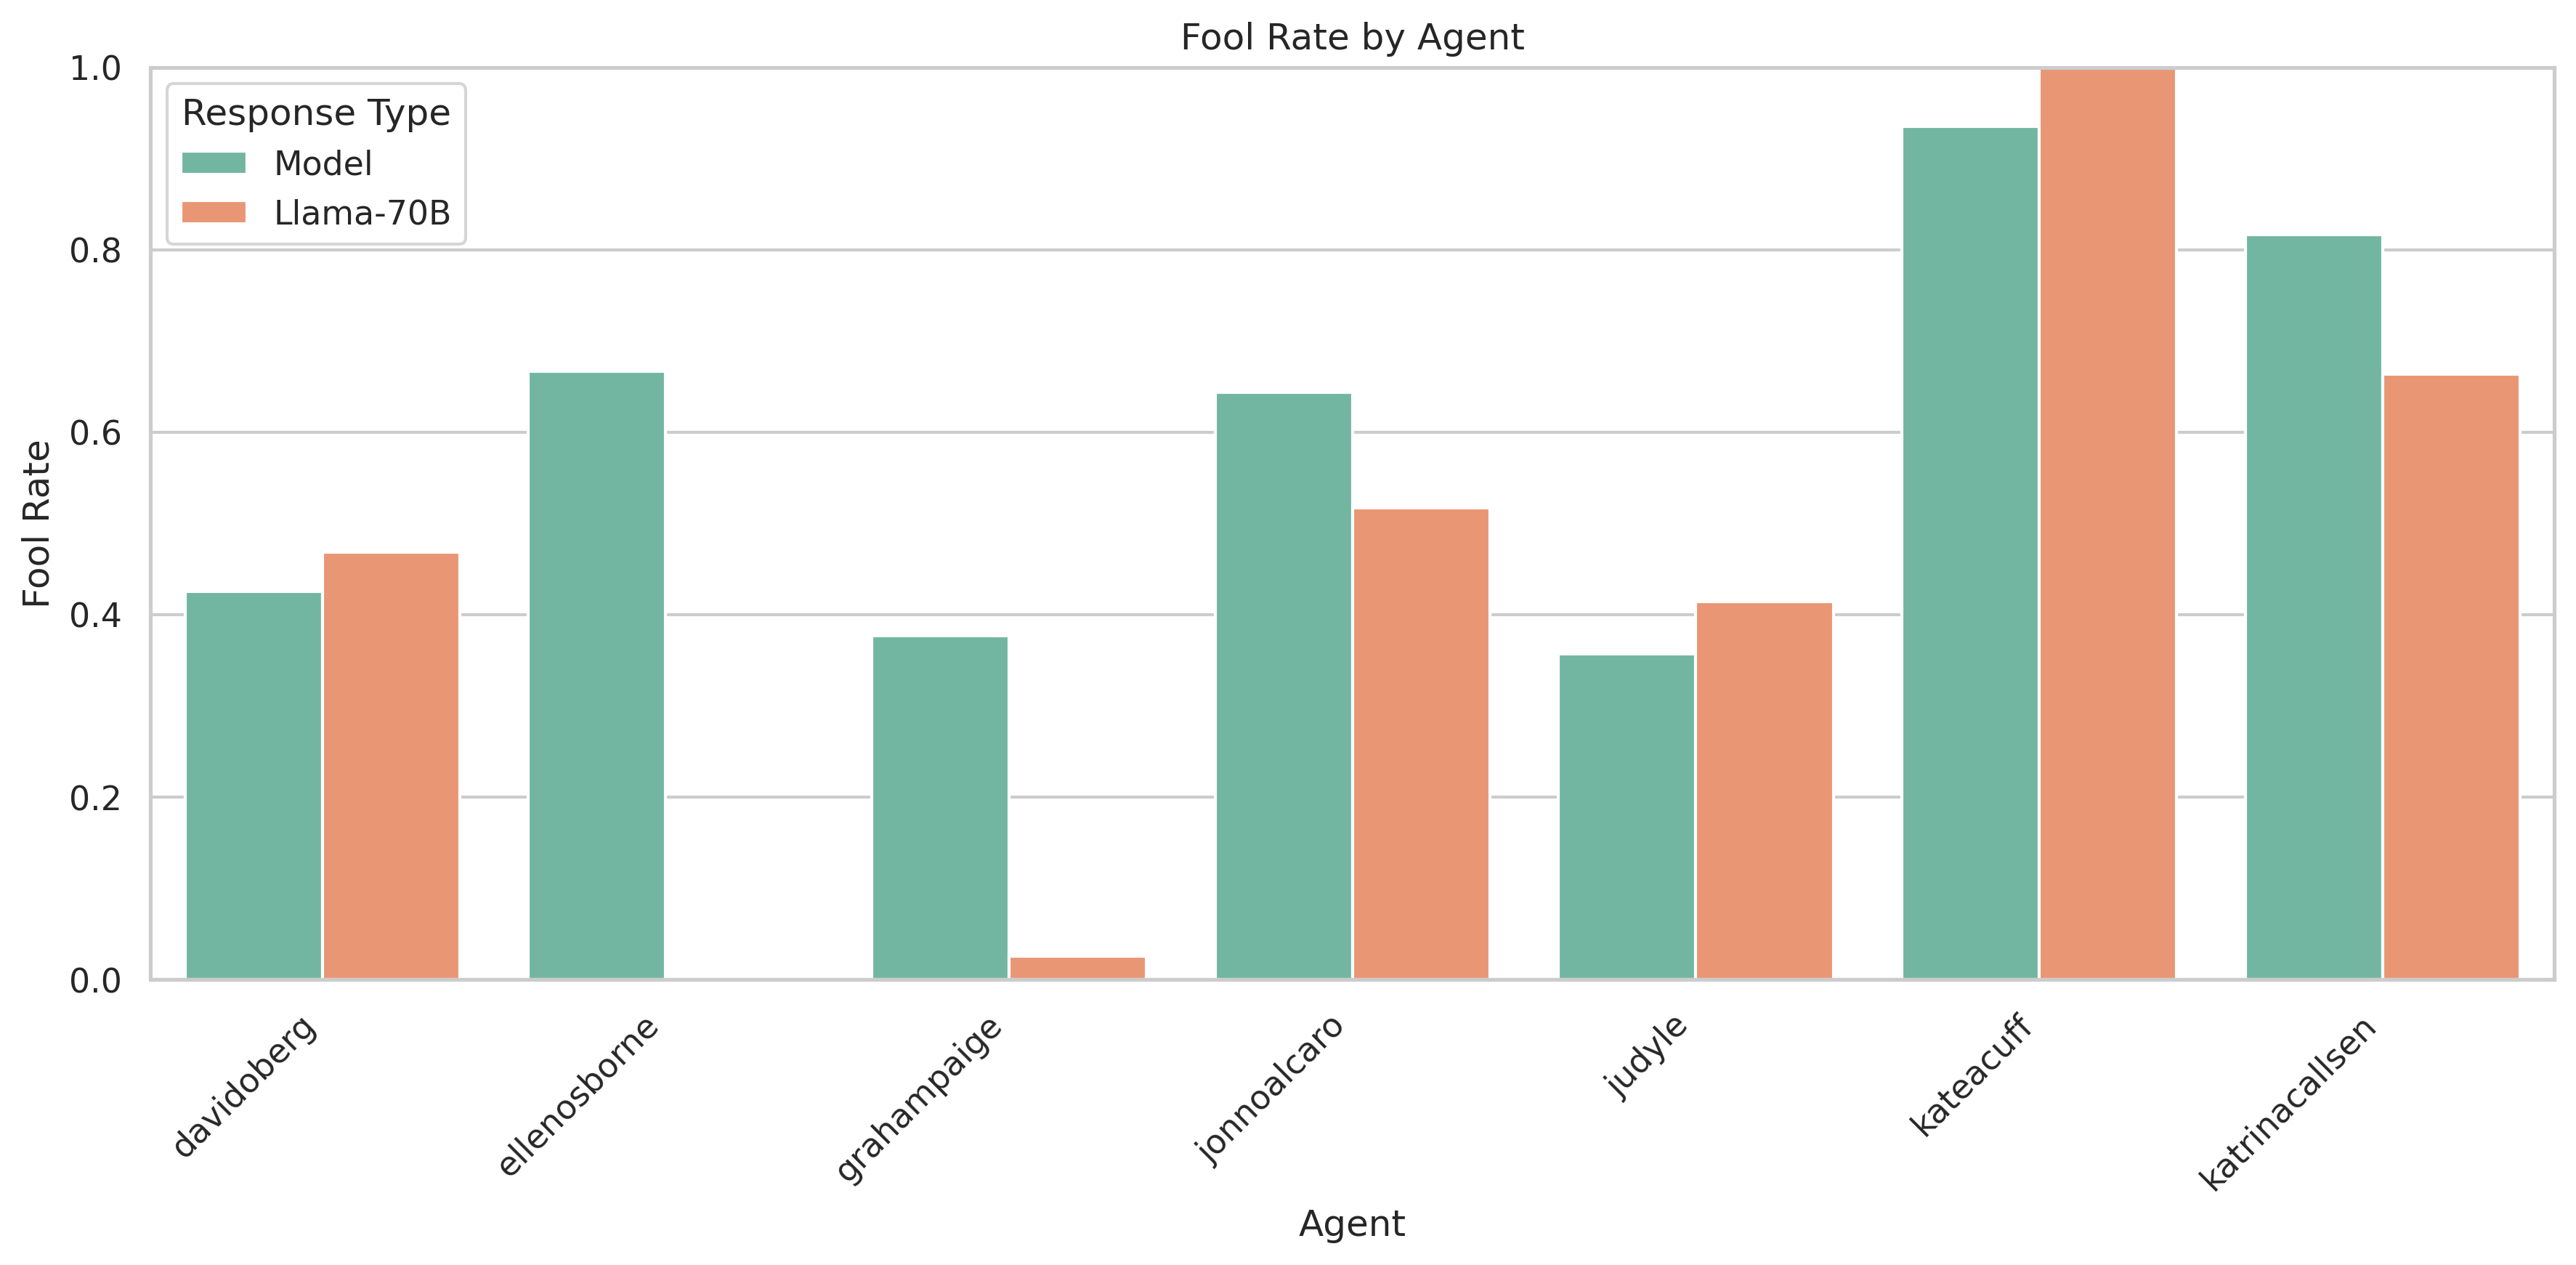 Fool Rate by Agent
Response Type
Model
Llama-70B
Fool Rate
1.0
0.8
0.6
0.4
0.2
0.0
davidoberg
ellenosborne
grahampaige
jonnoalcaro
judyle
kateacuff
katrinacallsen
Agent